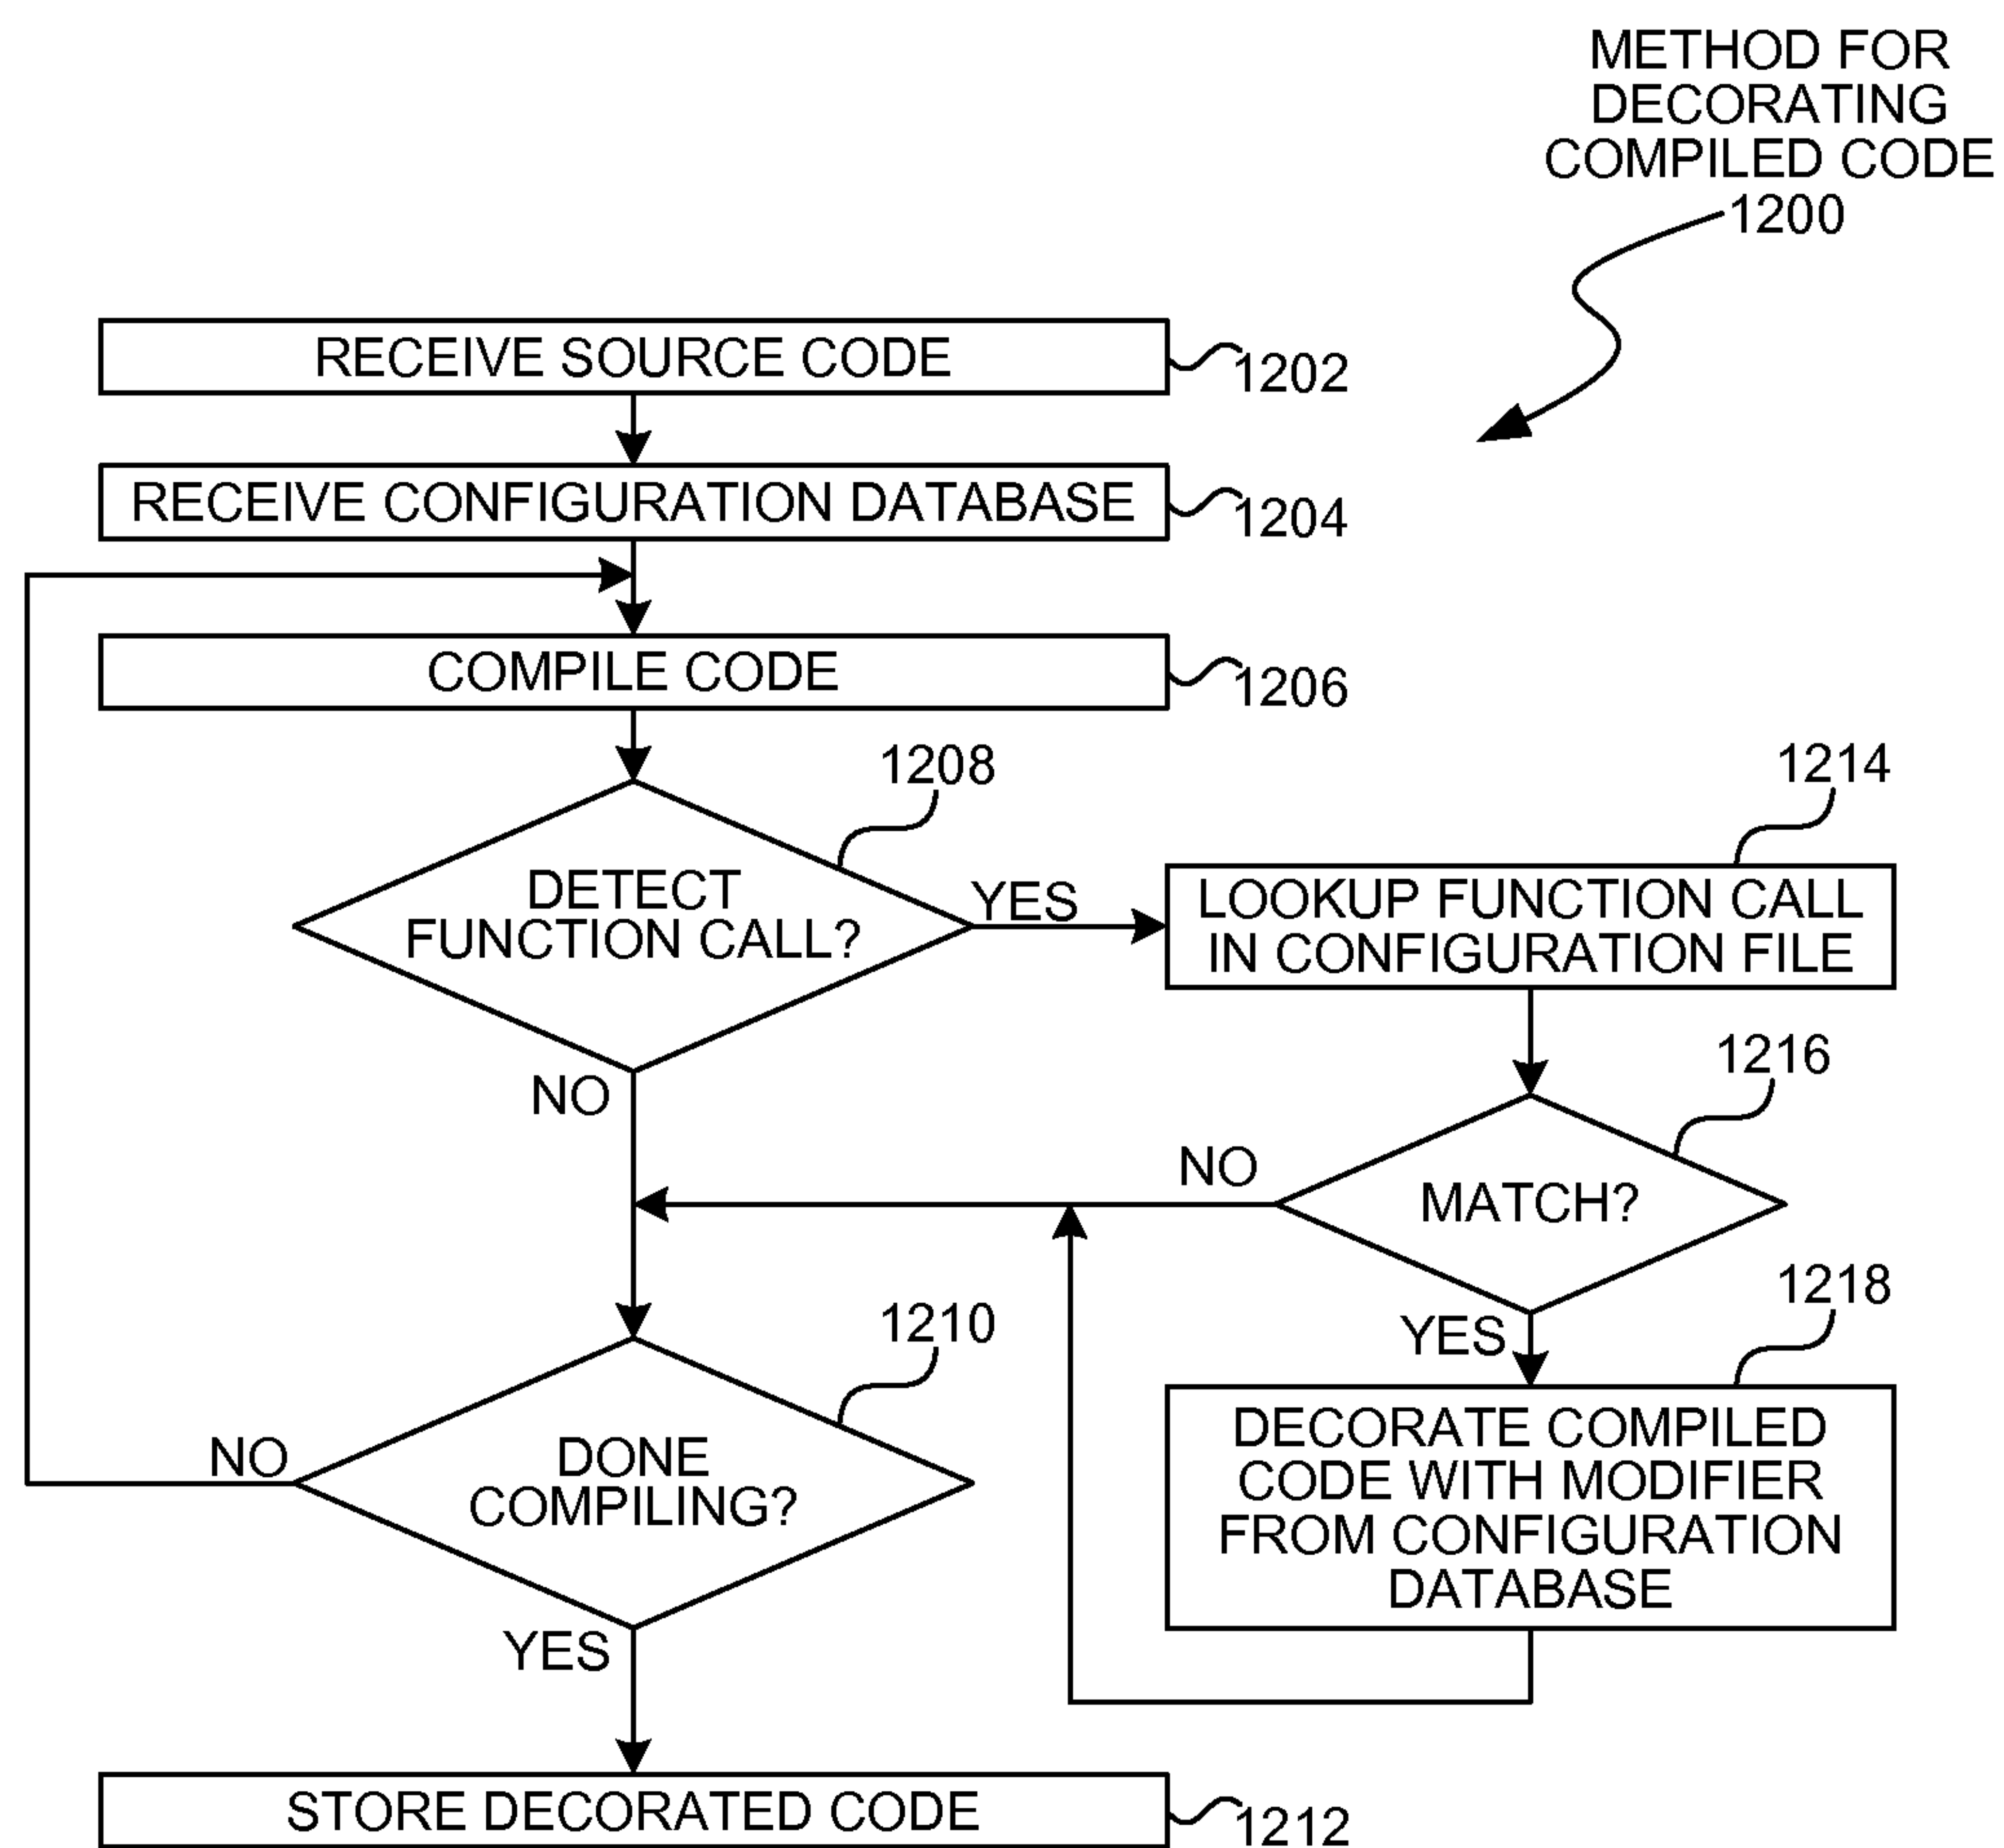 METHOD FOR
DECORATING
COMPILED CODE
1200
RECEIVE SOURCE CODE
1202
RECEIVE CONFIGURATION DATABASE
1204
COMPILE CODE
1206
1208
DETECT
FUNCTION CALL?
YES
NO
1214
LOOKUP FUNCTION CALL
IN CONFIGURATION FILE
1216
MATCH?
NO
YES
1218
DECORATE COMPILED
CODE WITH MODIFIER
FROM CONFIGURATION
DATABASE
1210
DONE
COMPILING?
NO
YES
STORE DECORATED CODE
1212